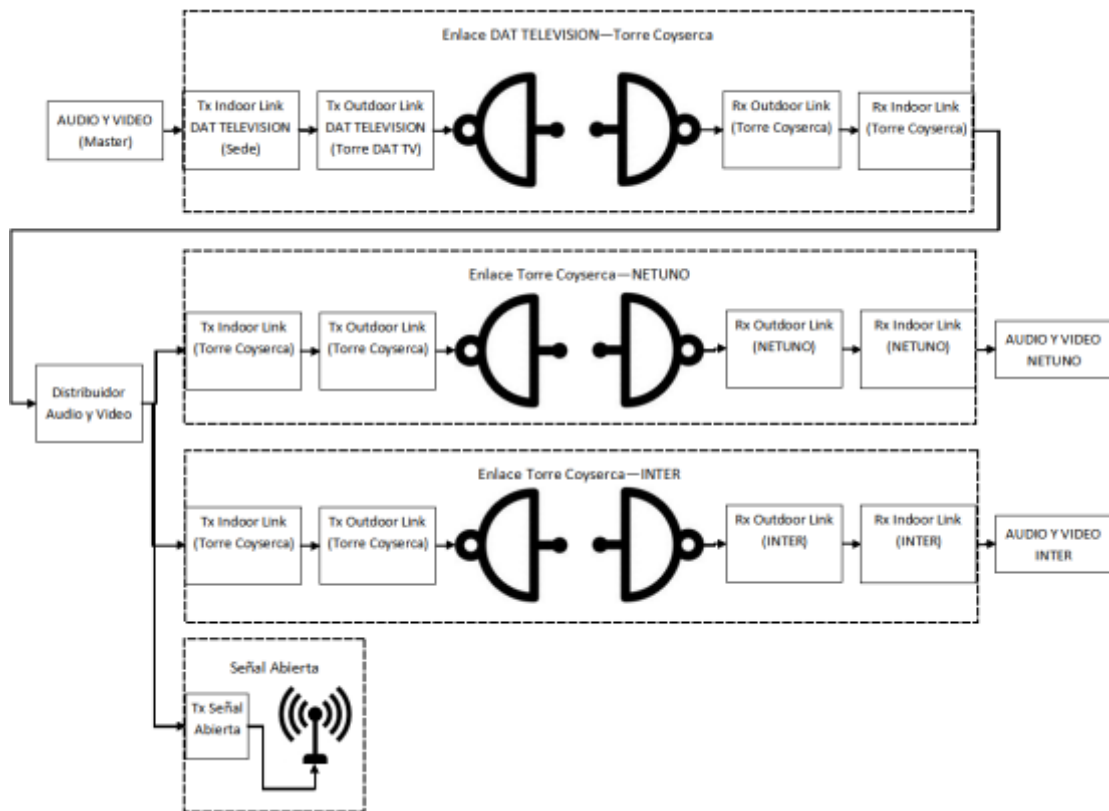 Enlace DAT TELEVISION—Torre Coyserca
AUDIO Y VIDEO
(Master)
Tx Indoor Link
DAT TELEVISION
(Sede)
Tx Outdoor Link
DAT TELEVISION
(Torre DAT TV)
Rx Outdoor Link
(Torre Coyserca)
Rx Indoor Link
(Torre Coyserca)
Enlace Torre Coyserca—NETUNO
Tx Indoor Link
(Torre Coyserca)
Tx Outdoor Link
(Torre Coyserca)
Rx Outdoor Link
(NETUNO)
Rx Indoor Link
(NETUNO)
AUDIO Y VIDEO
NETUNO
Distribuidor
Audio y Video
Enlace Torre Coyserca—INTER
Tx Indoor Link
(Torre Coyserca)
Tx Outdoor Link
(Torre Coyserca)
Rx Outdoor Link
(INTER)
Rx Indoor Link
(INTER)
AUDIO Y VIDEO
INTER
Señal Abierta
Tx Señal
Abierta